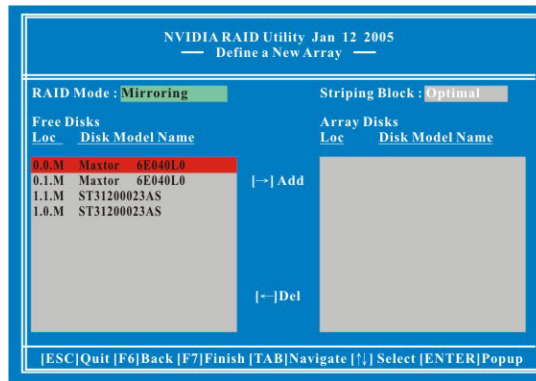 NVIDIA RAID Utility Jan 12 2005
— Define a New Array —
RAID Mode : Mirroring
Striping Block : Optimal
Free Disks
Loc Disk Model Name
Array Disks
Loc Disk Model Name
0.0.M Maxtor 6E040L0
0.1.M Maxtor 6E040L0
1.1.M ST31200023AS
1.0.M ST31200023AS
[→] Add
[←]Del
[ESC]Quit [F6]Back [F7]Finish [TAB]Navigate [↑↓] Select [ENTER]Popup